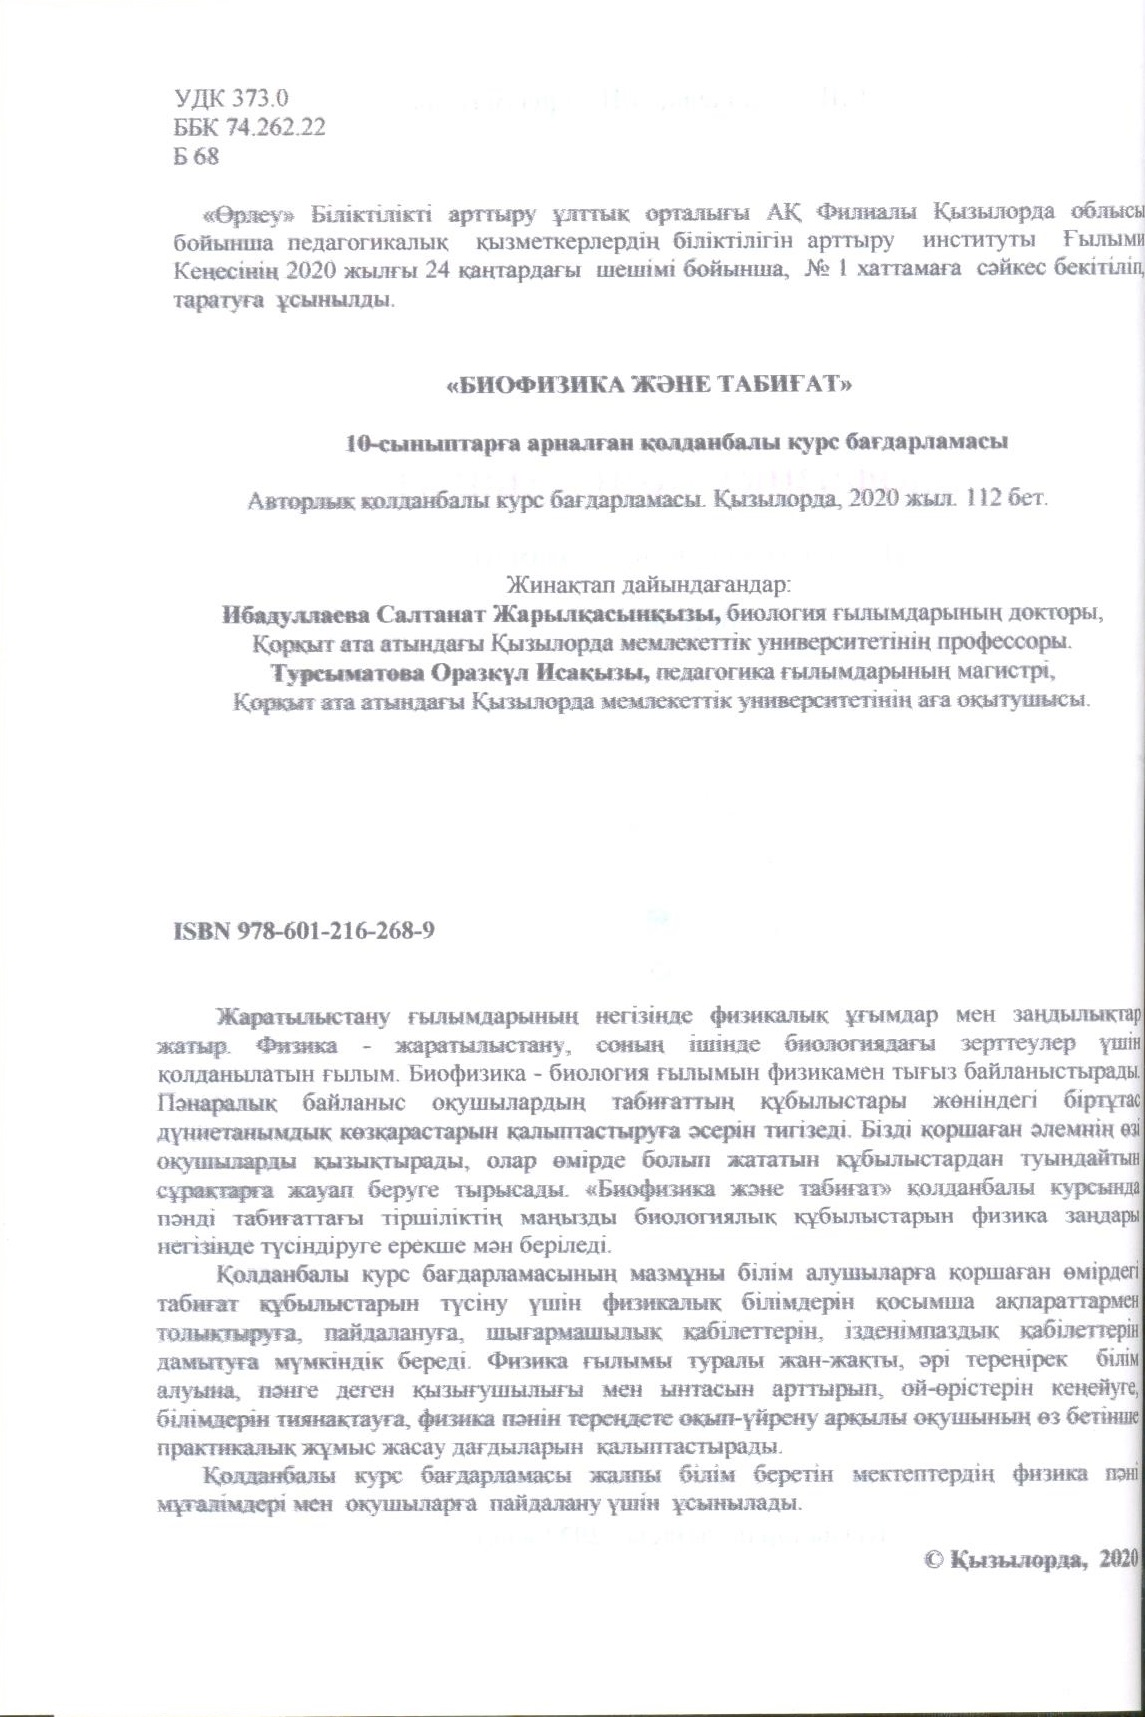 УДК 373.0
ББК 74.262.22
Б 68
«Өрлеу» Біліктілікті арттыру ұлттық орталығы АҚ Филиалы Қызылорда облысы
бойынша педагогикалық қызметкерлердің біліктілігін арттыру институты Ғылыми
Кеңесінің 2020 жылғы 24 қаңтардағы шешімі бойынша, № 1 хаттамаға сәйкес бекітіліп,
таратуға ұсынылды.
«БИОФИЗИКА ЖӘНЕ ТАБИҒАТ»
10-сыныптарға арналған қолданбалы курс бағдарламасы
Авторлық қолданбалы курс бағдарламасы. Қызылорда, 2020 жыл. 112 бет.
Жинақтап дайындағандар:
Ибадуллаева Салтанат Жарылқасынқызы, биология ғылымдарының докторы,
Қорқыт ата атындағы Қызылорда мемлекеттік университетінің профессоры.
Турсыматова Оразкүл Исақызы, педагогика ғылымдарының магистрі,
Қорқыт ата атындағы Қызылорда мемлекеттік университетінің аға оқытушысы.
ISBN 978-601-216-268-9
Жаратылыстану ғылымдарының негізінде физикалық ұғымдар мен заңдылықтар
жатыр. Физика - жаратылыстану, соның ішінде биологиядағы зерттеулер үшін
қолданылатын ғылым. Биофизика - биология ғылымын физикамен тығыз байланыстырады.
Пәнаралық байланыс оқушылардың табиғаттың құбылыстары жөніндегі біртұтас
дүниетанымдық көзқарастарын қалыптастыруға әсерін тигізеді. Бізді қоршаған әлемнің өзі
оқушыларды қызықтырады, олар өмірде болып жататын құбылыстардан туындайтын
сұрақтарға жауап беруге тырысады. «Биофизика және табиғат» қолданбалы курсында
пәнді табиғаттағы тіршіліктің маңызды биологиялық құбылыстарын физика заңдары
негізінде түсіндіруге ерекше мән беріледі.
Қолданбалы курс бағдарламасының мазмұны білім алушыларға қоршаған өмірдегі
табиғат құбылыстарын түсіну үшін физикалық білімдерін қосымша ақпараттармен
толықтыруға, пайдалануға, шығармашылық қабілеттерін, ізденімпаздық қабілеттерін
дамытуға мүмкіндік береді. Физика ғылымы туралы жан-жақты, әрі тереңірек білім
алуына, пәнге деген қызығушылығы мен ынтасын арттырып, ой-өрістерін кеңейуге,
білімдерін тиянақтауға, физика пәнін тереңдете оқып-үйрену арқылы оқушының өз бетінше
практикалық жұмыс жасау дағдыларын қалыптастырады.
Қолданбалы курс бағдарламасы жалпы білім беретін мектептердің физика пәні
мұғалімдері мен оқушыларға пайдалану үшін ұсынылады.
© Қызылорда, 2020